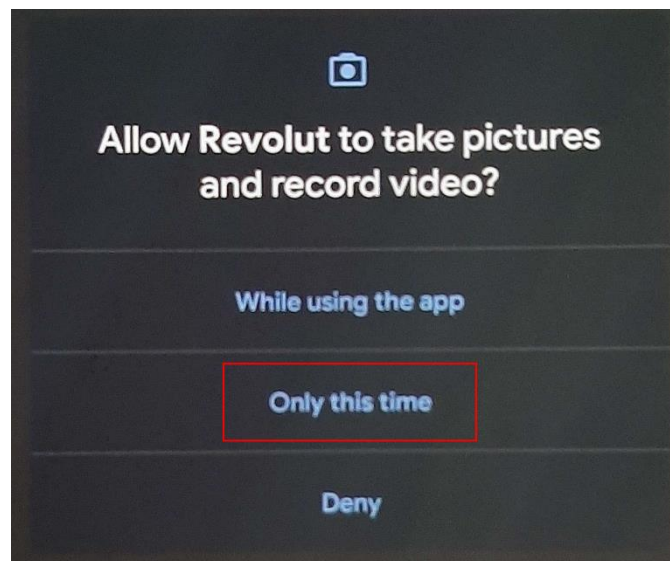 Allow Revolut to take pictures
and record video?
While using the app
Only this time
Deny